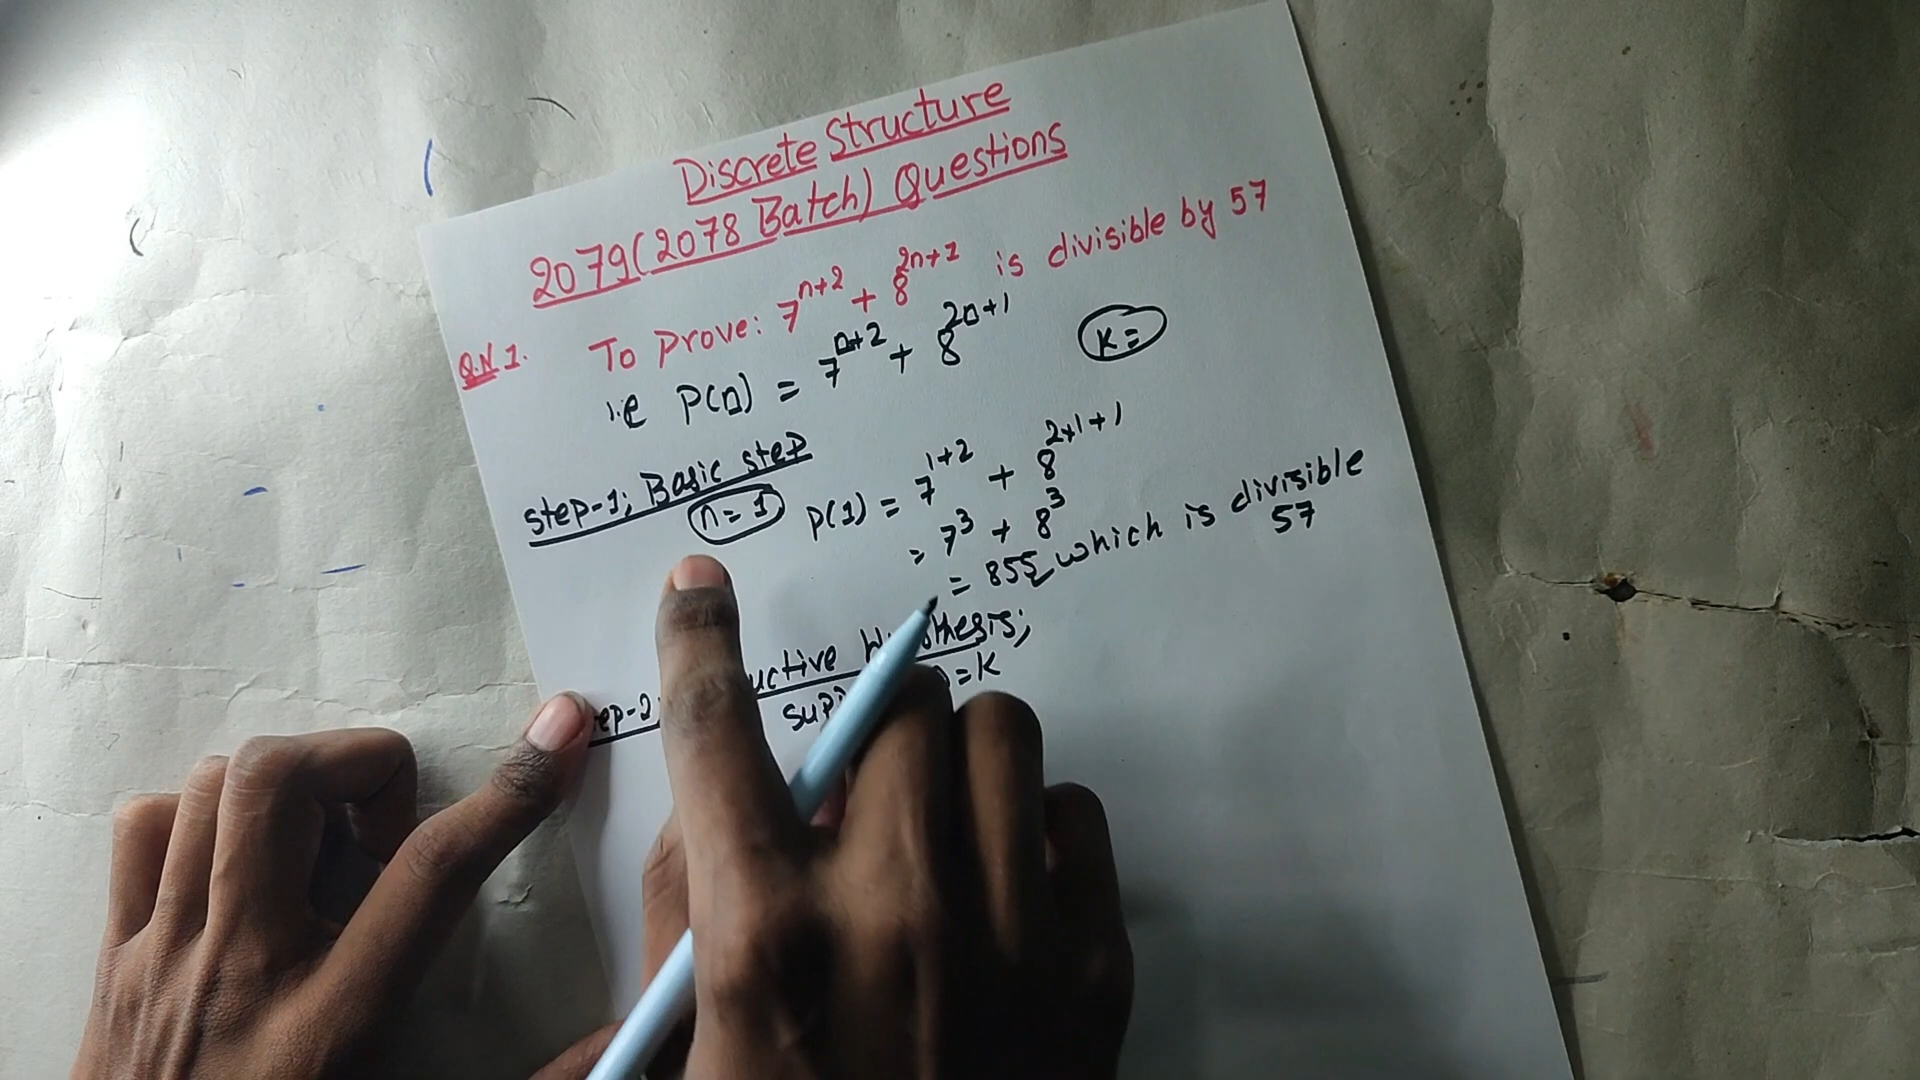 Discrete Structure
2079(2078 Batch) Questions
Q.N 1. To Prove: 7^{n+2} + 8^{2n+1} is divisible by 57
i.e P(n) = 7^{n+2} + 8^{2n+1}
K=
step-1; Basic step
n=1 P(1) = 7^{1+2} + 8^{2*1+1}
= 7^3 + 8^3
= 855 which is divisible
57
n=K